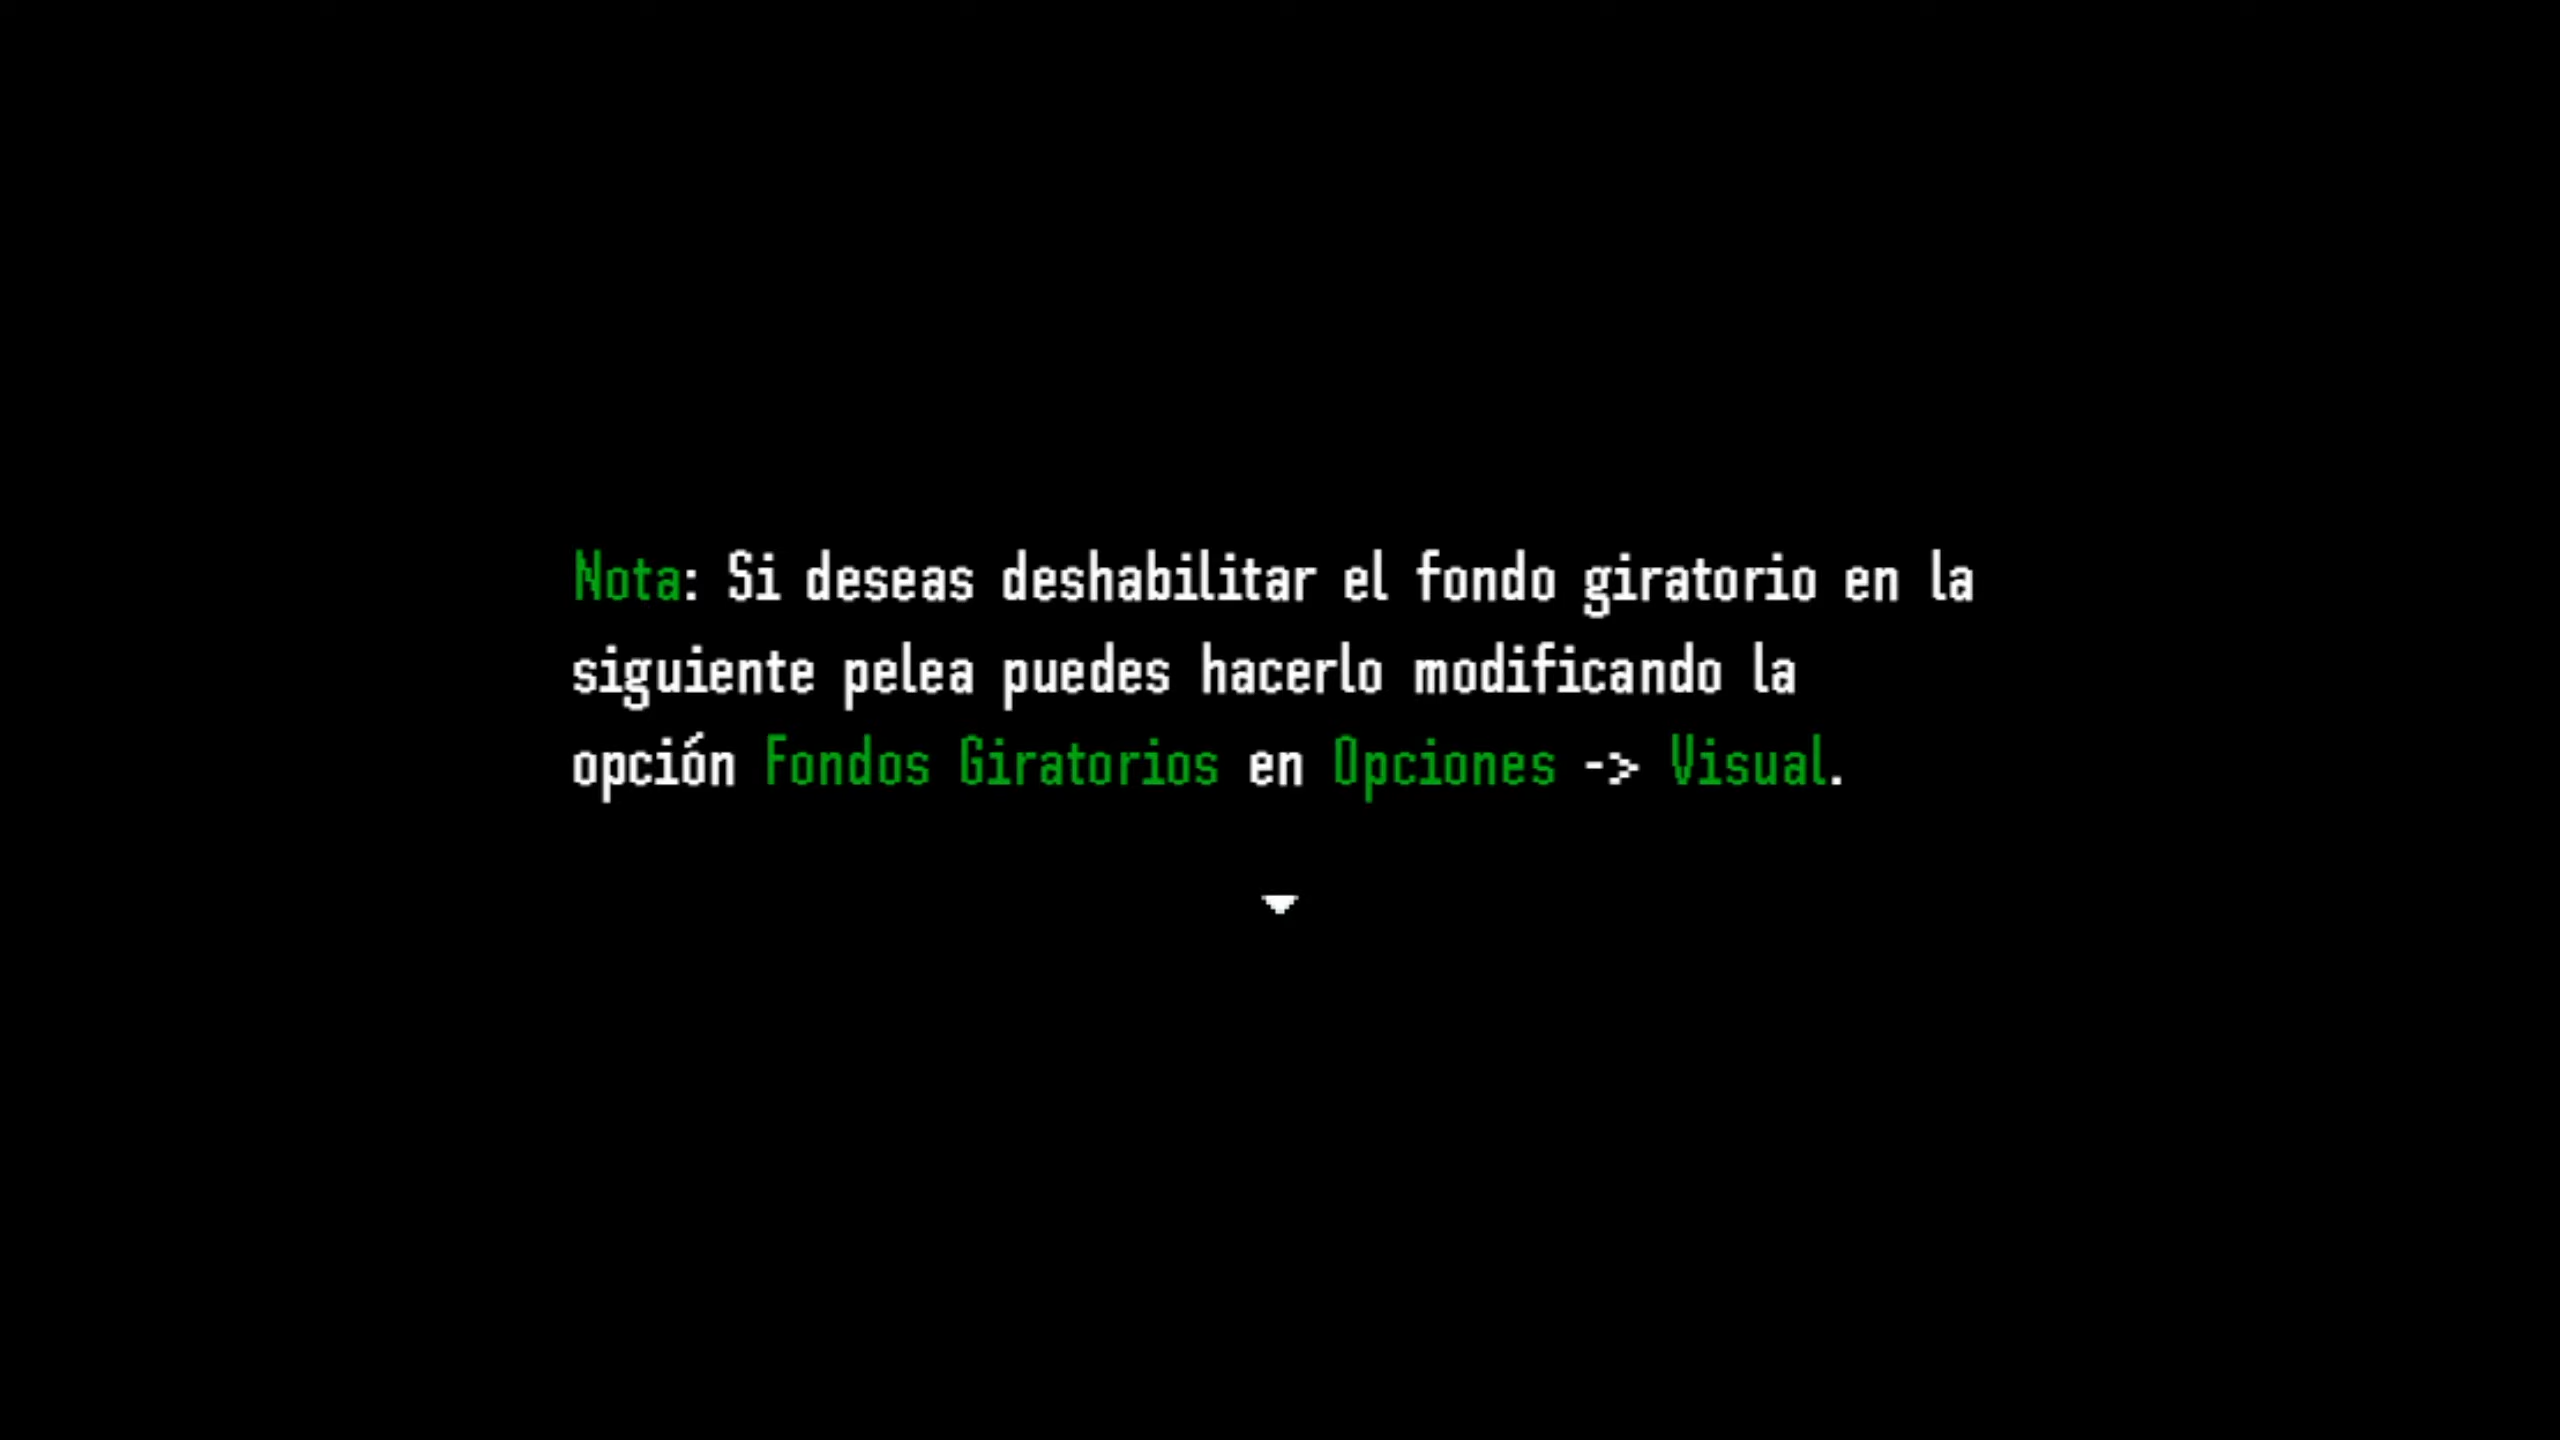 Nota: Si deseas deshabilitar el fondo giratorio en la
siguiente pelea puedes hacerlo modificando la
opción Fondos Giratorios en Opciones -> Visual.